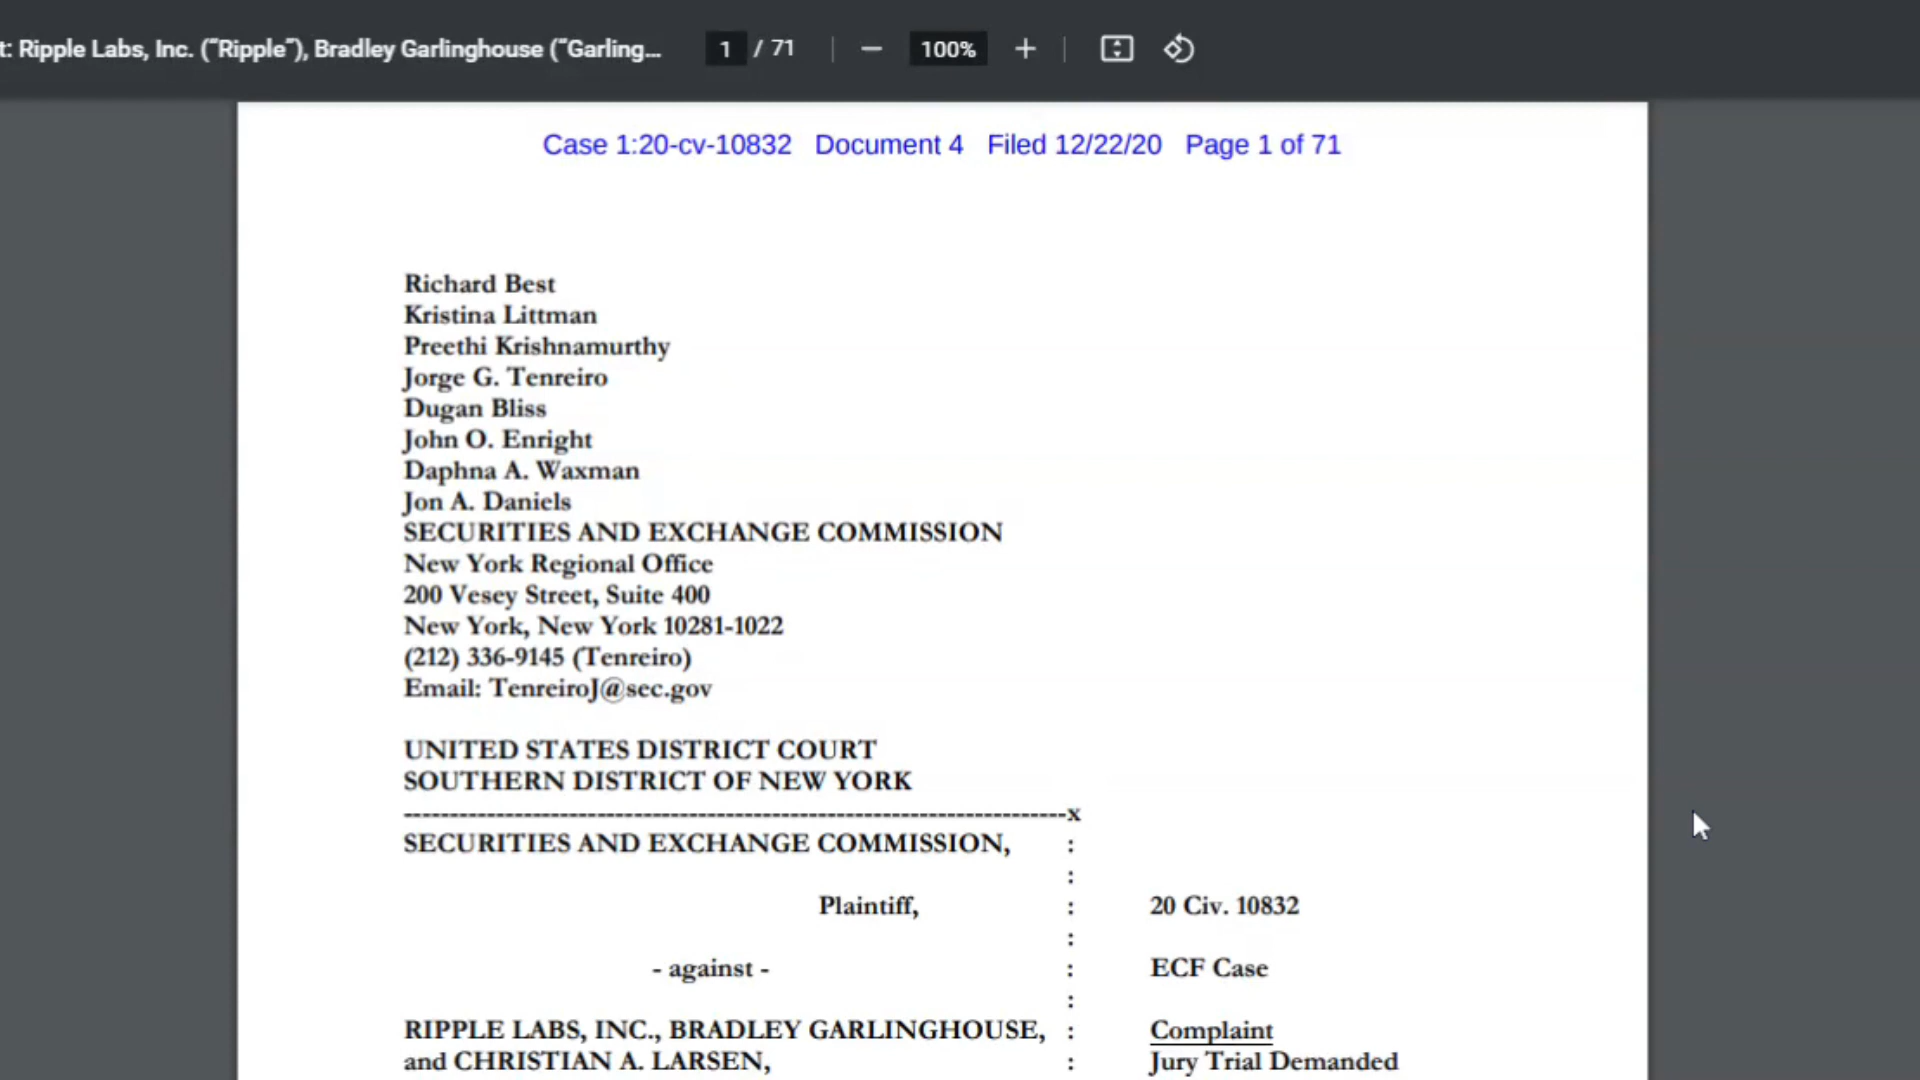 t: Ripple Labs, Inc. (“Ripple”), Bradley Garlinghouse (“Garling... 1 / 71 100%
Case 1:20-cv-10832 Document 4 Filed 12/22/20 Page 1 of 71
Richard Best
Kristina Littman
Preethi Krishnamurthy
Jorge G. Tenreiro
Dugan Bliss
John O. Enright
Daphna A. Waxman
Jon A. Daniels
SECURITIES AND EXCHANGE COMMISSION
New York Regional Office
200 Vesey Street, Suite 400
New York, New York 10281-1022
(212) 336-9145 (Tenreiro)
Email: TenreiroJ@sec.gov
UNITED STATES DISTRICT COURT
SOUTHERN DISTRICT OF NEW YORK
------------------------------------------------------------------------x
SECURITIES AND EXCHANGE COMMISSION, :
:
Plaintiff, : 20 Civ. 10832
:
- against - : ECF Case
:
RIPPLE LABS, INC., BRADLEY GARLINGHOUSE, : Complaint
and CHRISTIAN A. LARSEN, : Jury Trial Demanded